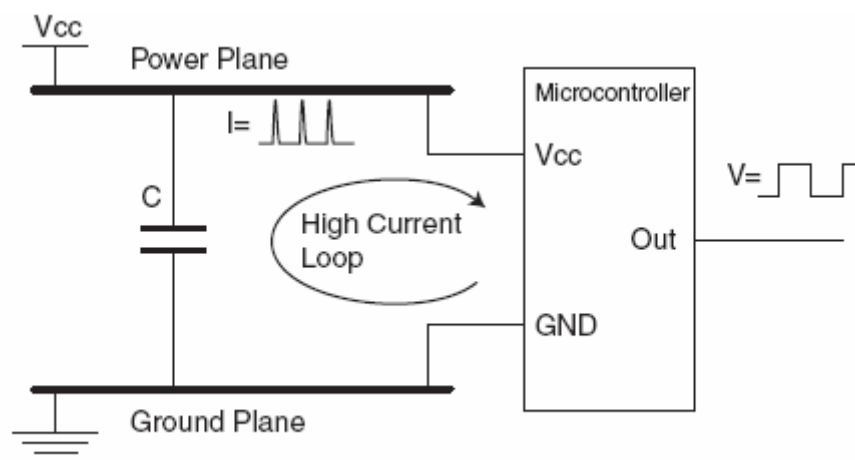 Vcc
Power Plane
I=
Microcontroller
Vcc
V=
C
High Current
Loop
Out
GND
Ground Plane